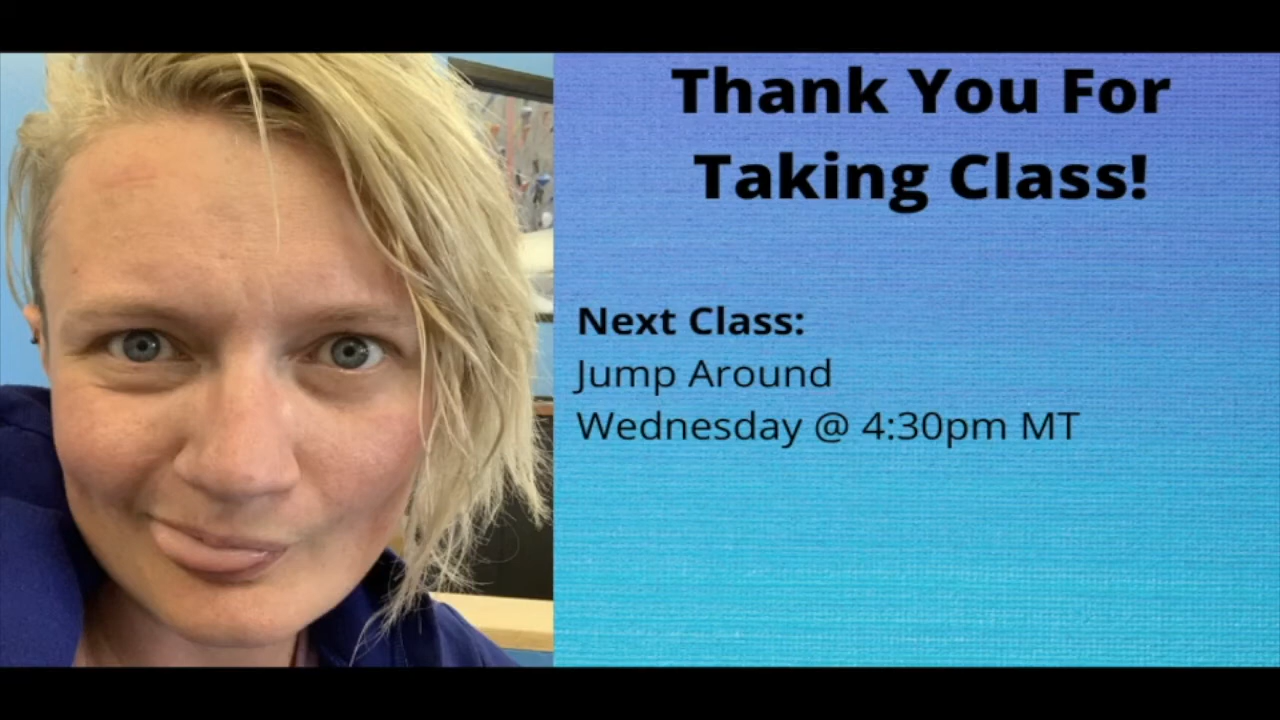 Thank You For
Taking Class!
Next Class:
Jump Around
Wednesday @ 4:30pm MT